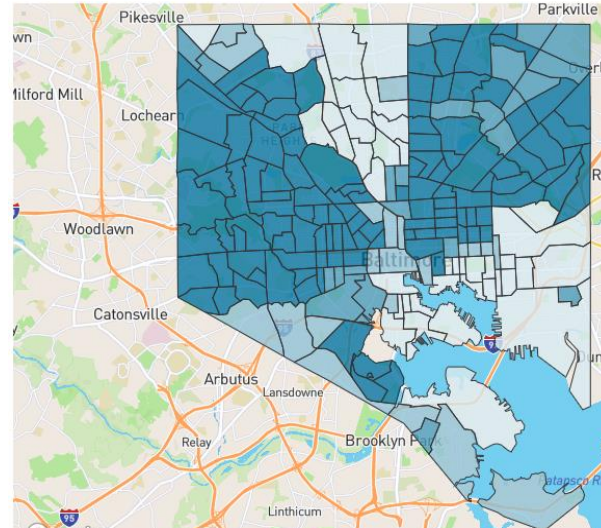 Pikesville
Parkville
Milford Mill
Lochearn
Woodlawn
Baltimore
Catonsville
Arbutus
Lansdowne
Relay
Brooklyn Park
Linthicum
95